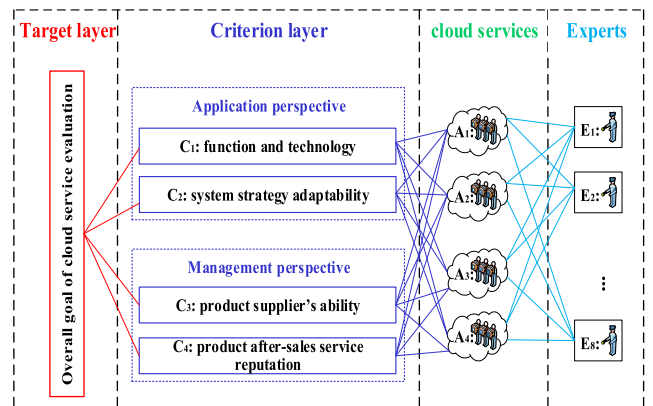 Target layer
Criterion layer
cloud services
Experts
Overall goal of cloud service evaluation
Application perspective
C1: function and technology
C2: system strategy adaptability
Management perspective
C3: product supplier's ability
C4: product after-sales service
reputation
A1:
A2:
A3:
A4:
E1:
E2:
...
E8: